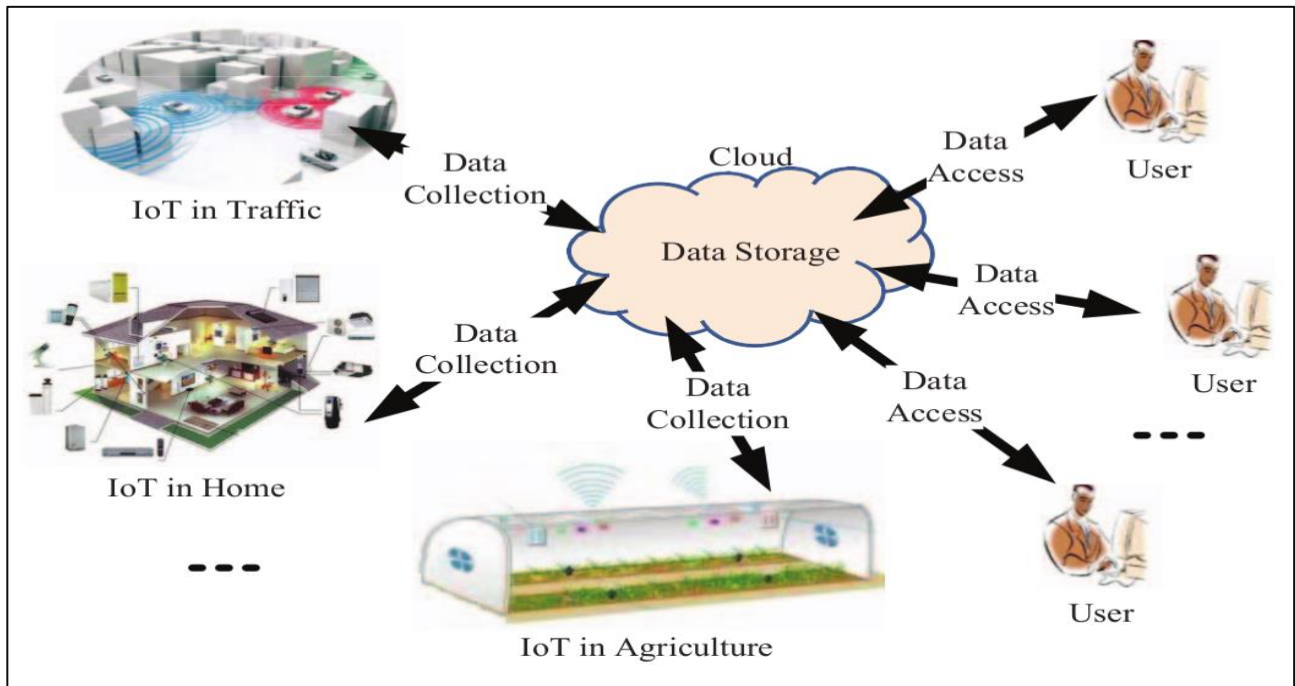 IoT in Traffic
Data
Collection
Cloud
Data Storage
Data
Access
User
IoT in Home
Data
Collection
Data
Access
User
Data
Collection
Data
Access
User
IoT in Agriculture